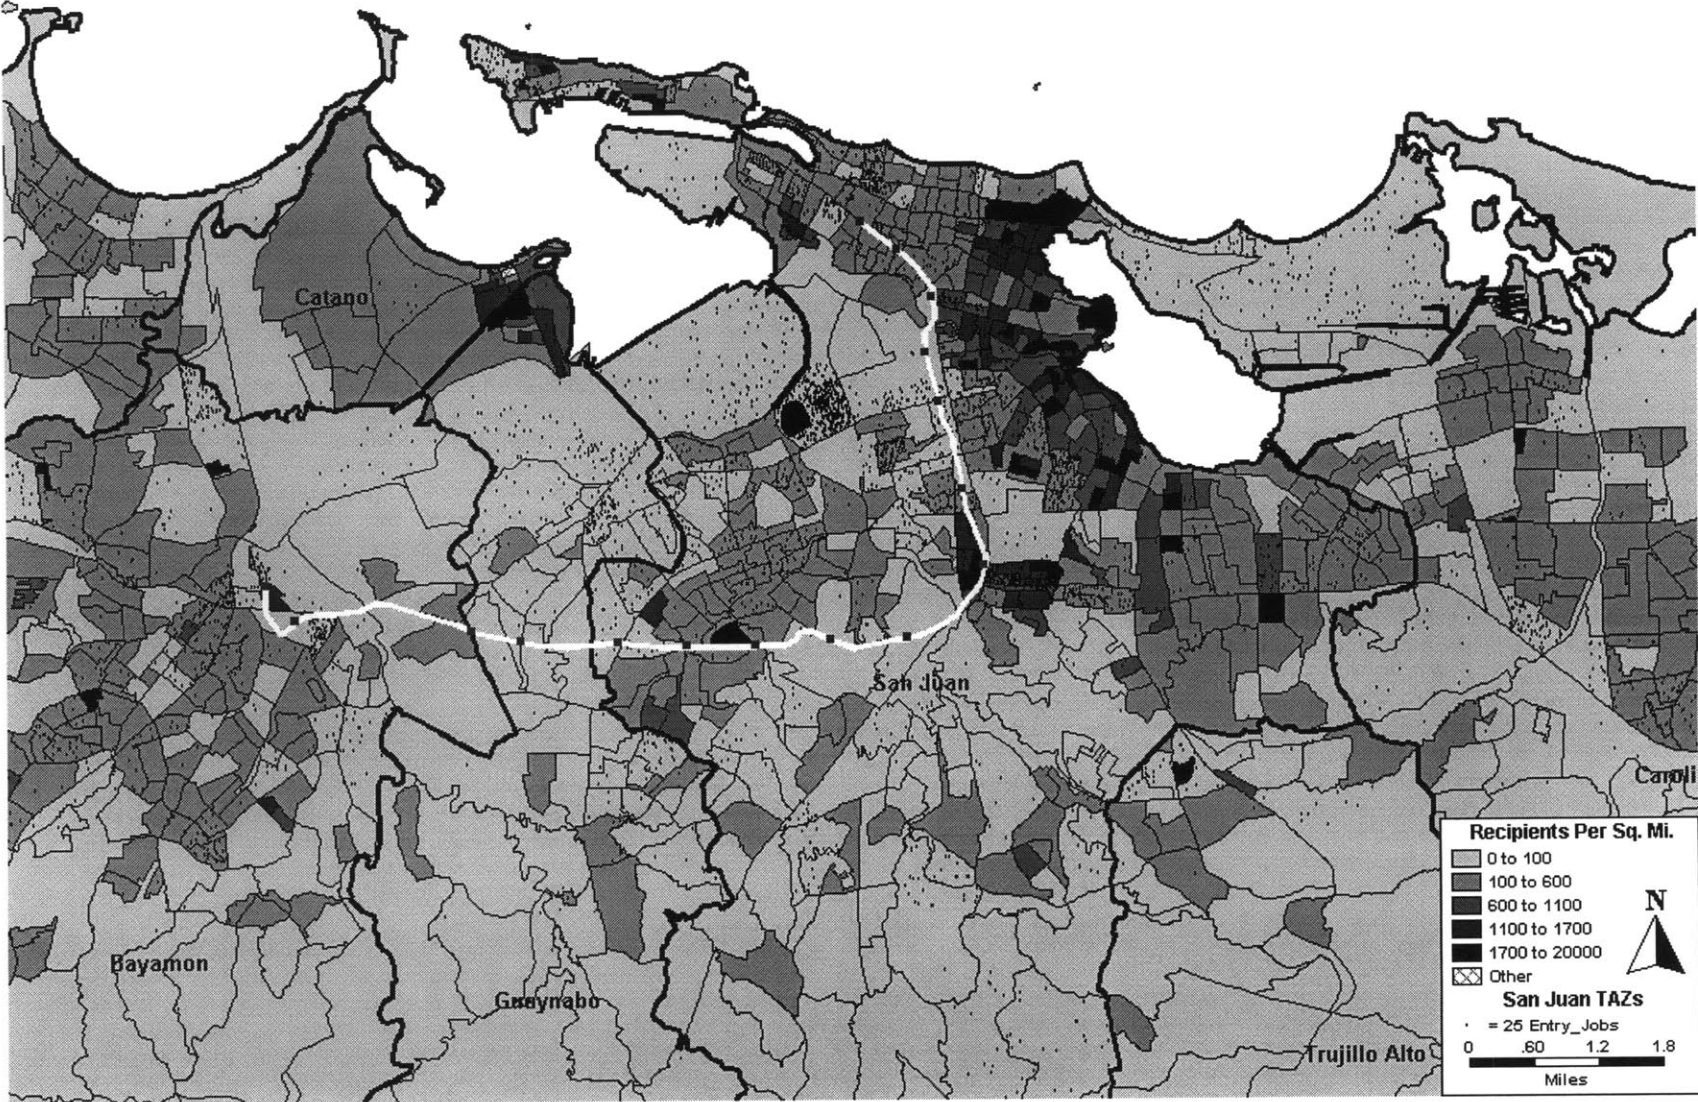 Catano
San Juan
Caroli
Bayamon
Guaynabo
Trujillo Alto
Recipients Per Sq. Mi.
0 to 100
100 to 600
600 to 1100
1100 to 1700
1700 to 20000
Other
N
San Juan TAZs
· = 25 Entry_Jobs
0 .60 1.2 1.8
Miles